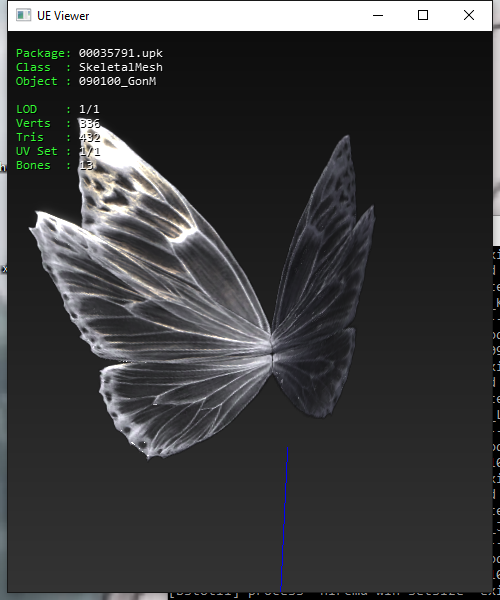 UE Viewer
Package: 00035791.upk
Class : SkeletalMesh
Object : 090100_GonM
LOD : 1/1
Verts : 336
Tris : 432
UV Set : 1/1
Bones : 13